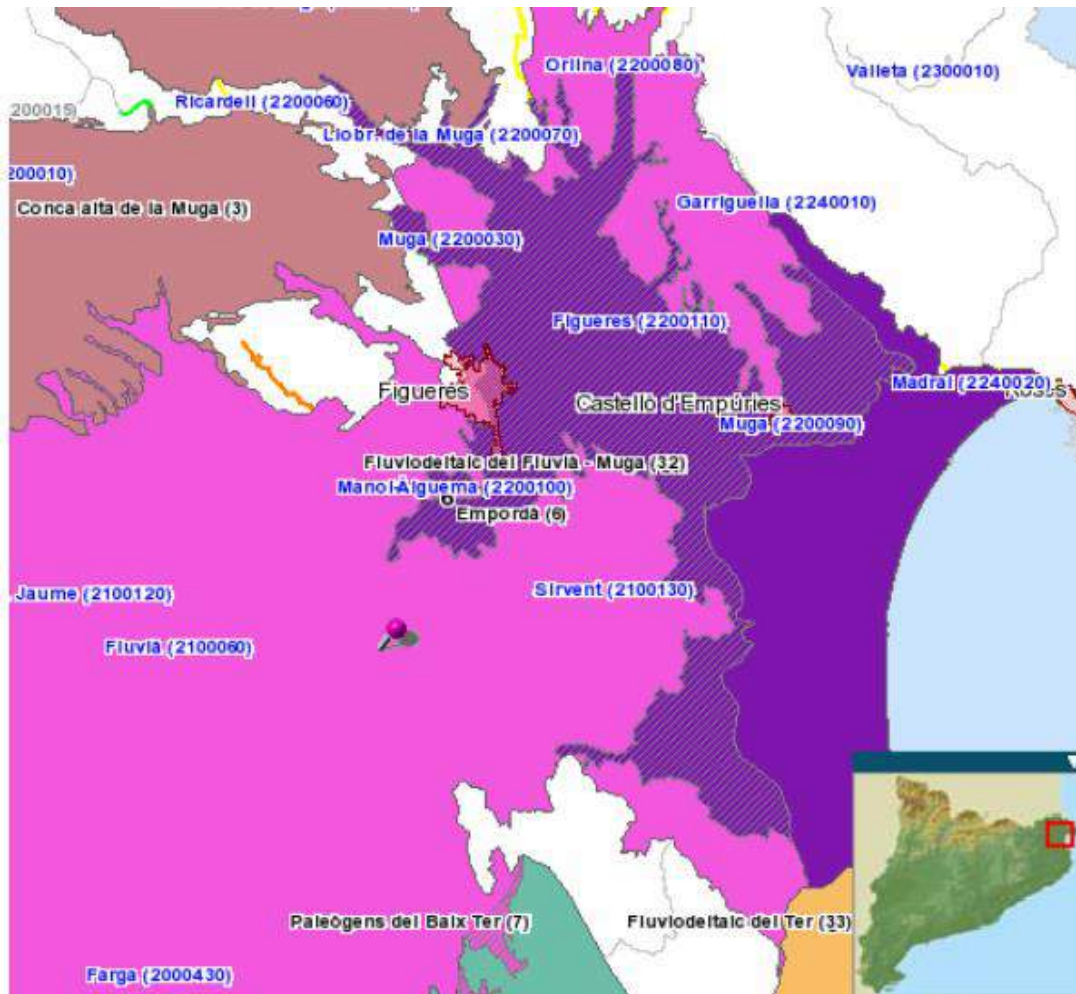 Orlina (2200080)
Valleta (2300010)
200015)
Ricardell (2200060)
Llobr. de la Muga (2200070)
200010)
Conca alta de la Muga (3)
Garriguella (2240010)
Muga (2200030)
Figueres (2200110)
Madral (2240020)
Figueres
Castelló d'Empúries
Muga (2200090)
Fluviodeltaic del Fluvià - Muga (32)
Manol-Alguema (2200100)
6
Empordà (6)
Jaume (2100120)
Sirvent (2100130)
Fluvià (2100060)
Paleògens del Baix Ter (7)
Fluviodeltaic del Ter (33)
Farga (2000430)